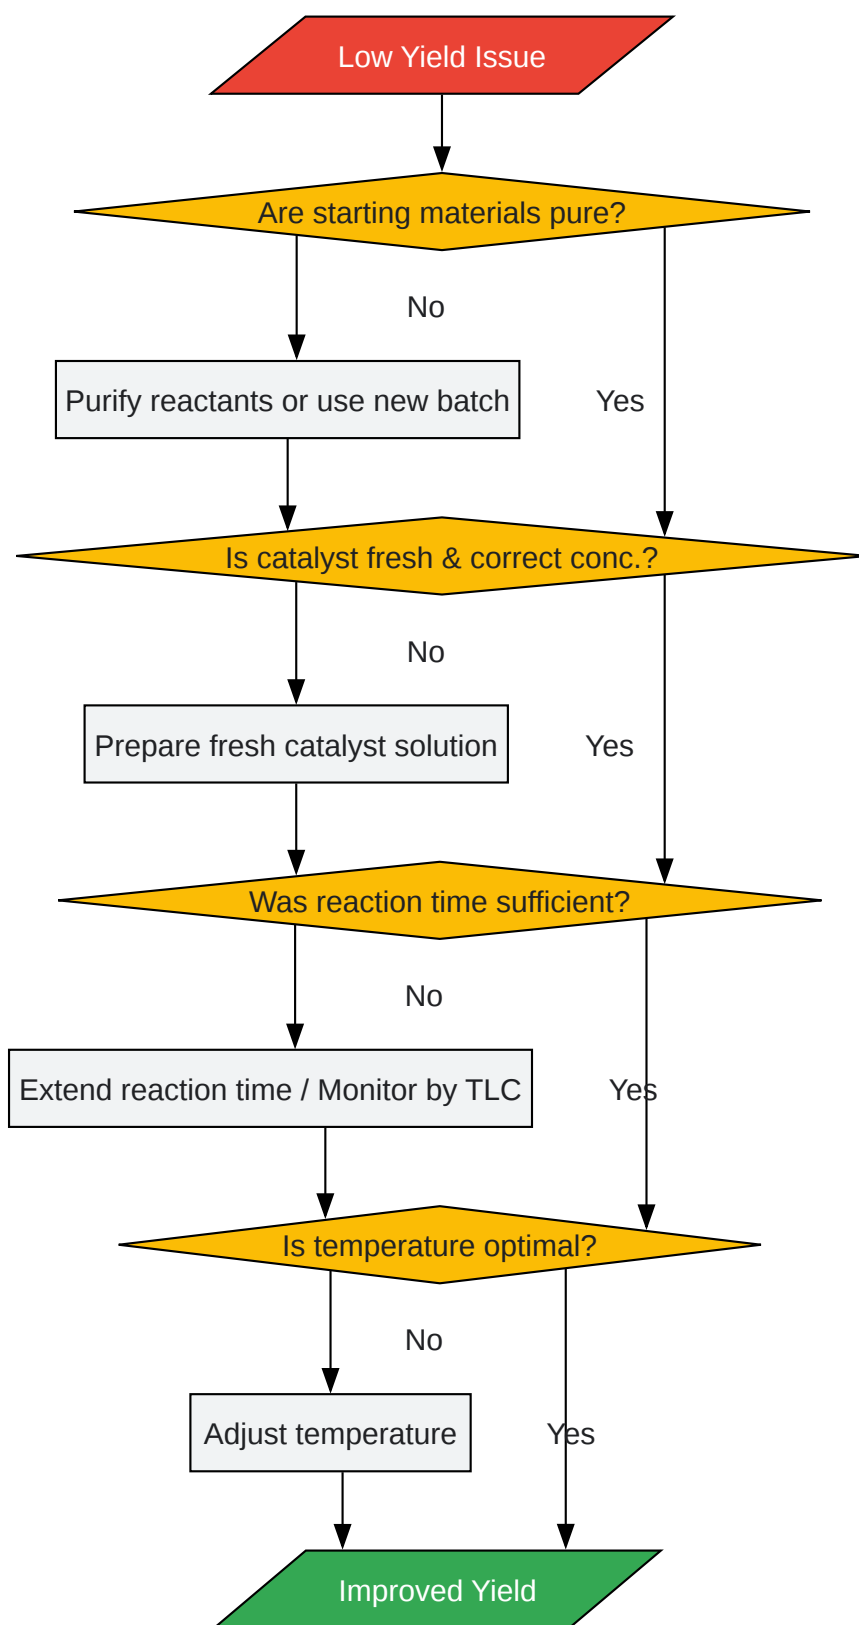 Low Yield Issue
Are starting materials pure?
No
Purify reactants or use new batch
Yes
Is catalyst fresh & correct conc.?
No
Prepare fresh catalyst solution
Yes
Was reaction time sufficient?
No
Extend reaction time / Monitor by TLC
Yes
Is temperature optimal?
No
Adjust temperature
Yes
Improved Yield